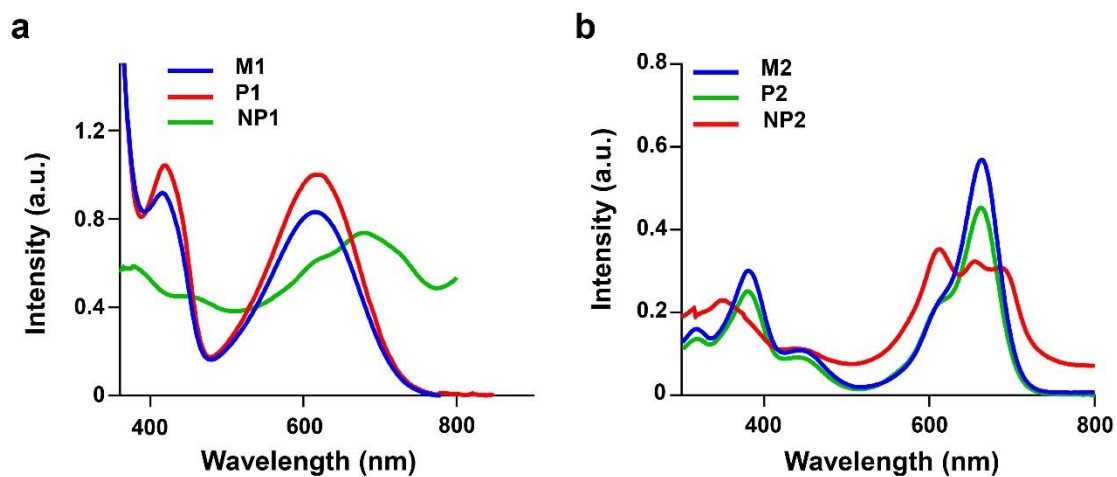 a
M1
P1
NP1
1.2
0.8
0.4
0
400
600
800
Intensity (a.u.)
Wavelength (nm)
b
M2
P2
NP2
0.8
0.6
0.4
0.2
0
400
600
800
Intensity (a.u.)
Wavelength (nm)